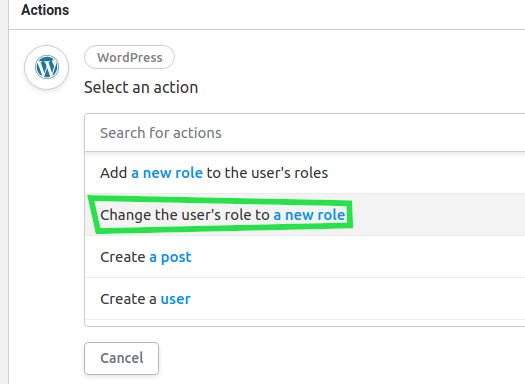 Actions
WordPress
Select an action
Search for actions
Add a new role to the user's roles
Change the user's role to a new role
Create a post
Create a user
Cancel